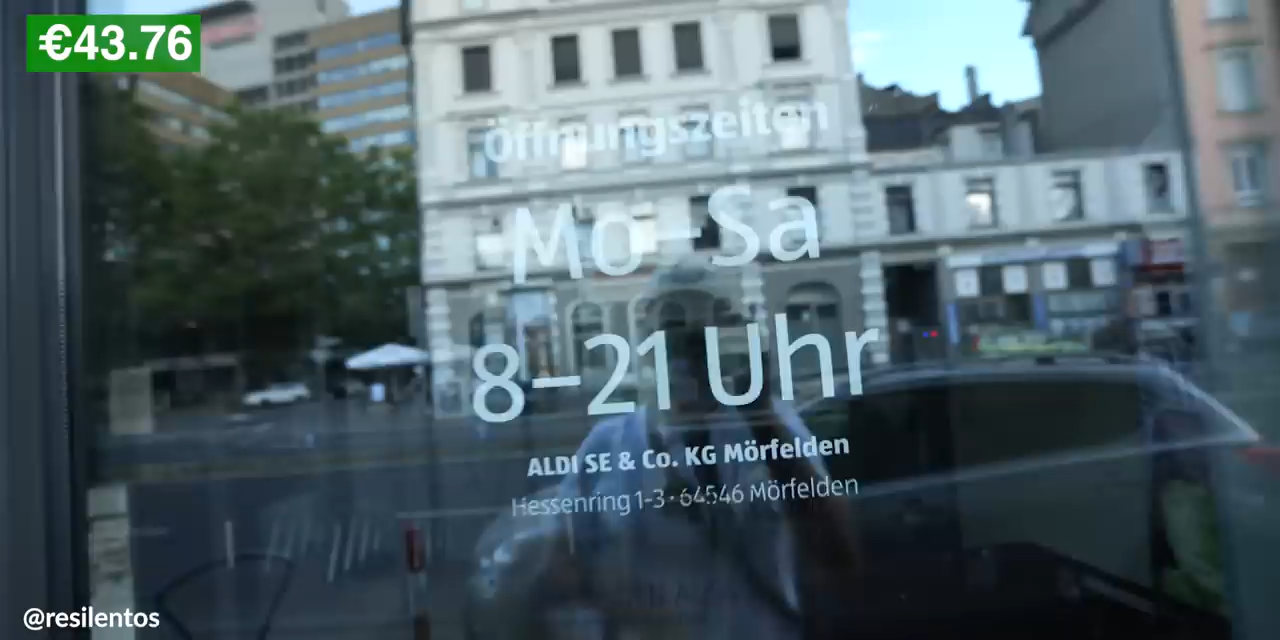 €43.76
Öffnungszeiten
Mo–Sa
8–21 Uhr
ALDI SE & Co. KG Mörfelden
Hessenring 1-3 · 64546 Mörfelden
@resilentos